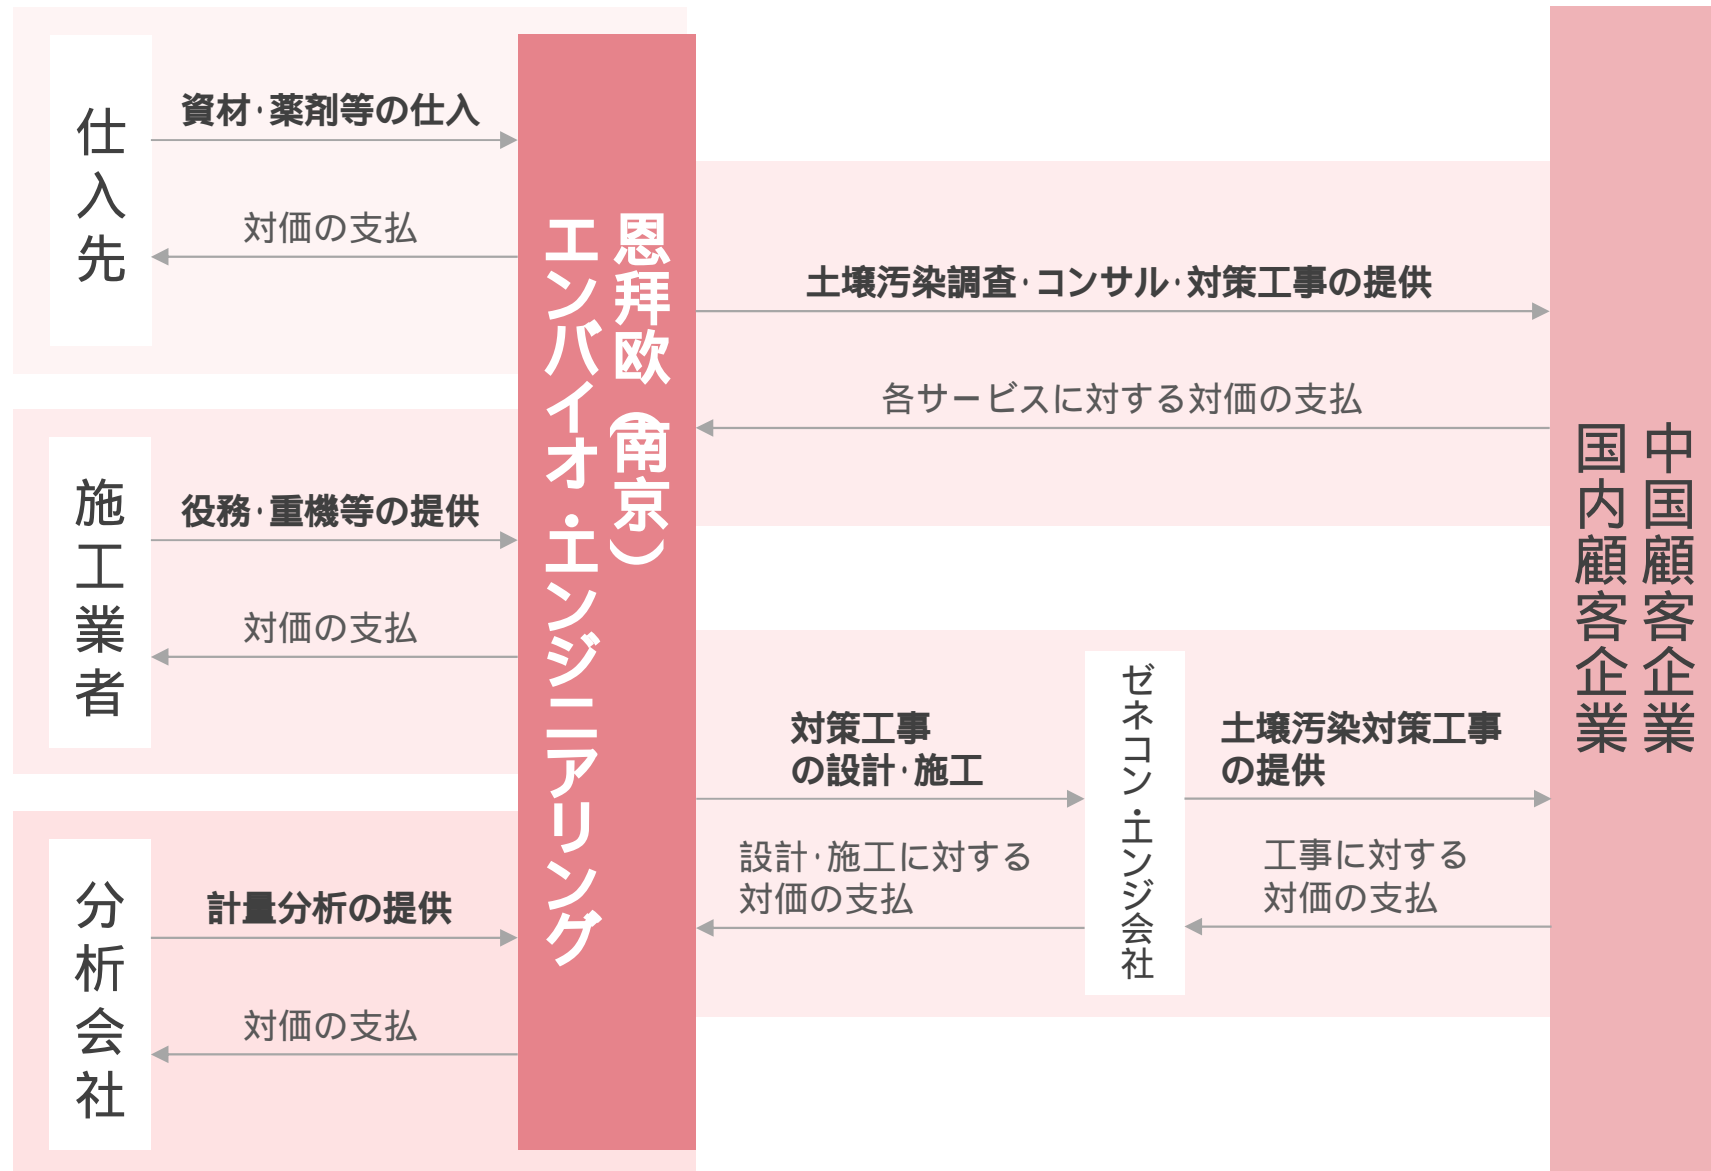 仕入先
資材・薬剤等の仕入
対価の支払
施工業者
役務・重機等の提供
対価の支払
分析会社
計量分析の提供
対価の支払
恩拝欧（南京）
エンバイオ・エンジニアリング
土壌汚染調査・コンサル・対策工事の提供
各サービスに対する対価の支払
対策工事
の設計・施工
設計・施工に対する
対価の支払
ゼネコン・エンジ会社
土壌汚染対策工事
の提供
工事に対する
対価の支払
中国顧客企業
国内顧客企業